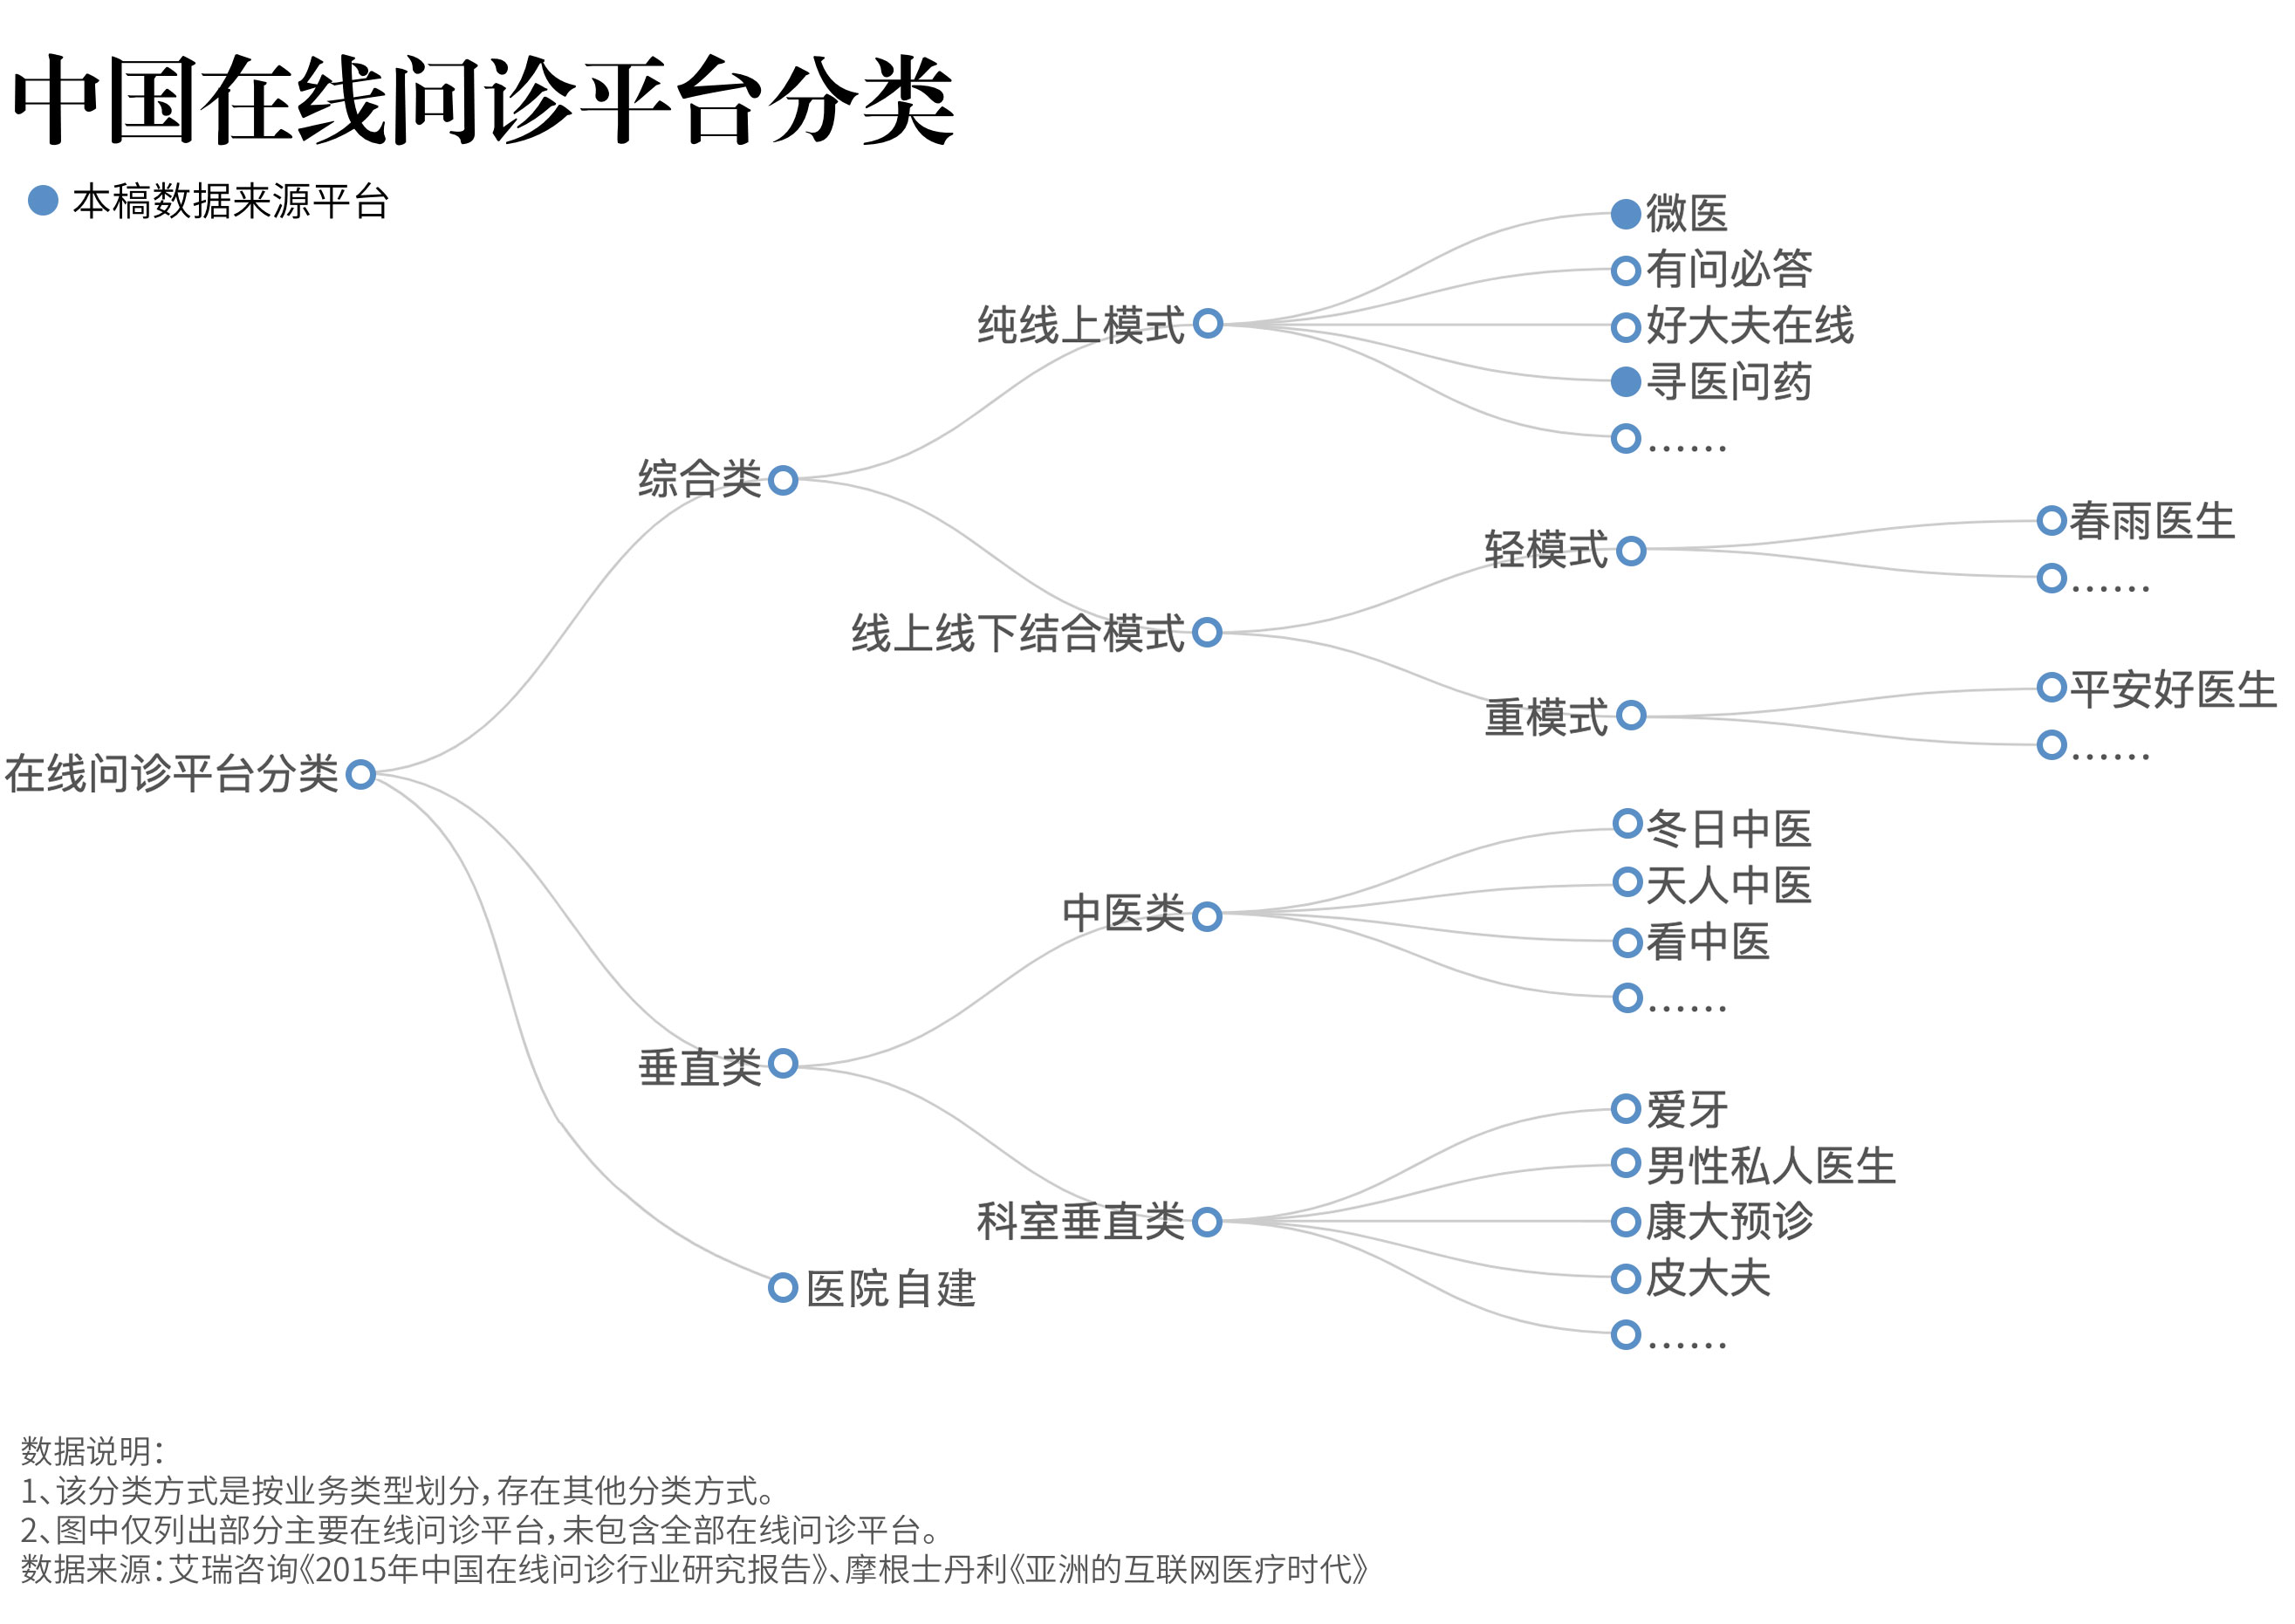 中国在线问诊平台分类
本稿数据来源平台
微医
有问必答
纯线上模式
好大夫在线
寻医问药
……
综合类
春雨医生
轻模式
……
线上线下结合模式
平安好医生
重模式
……
在线问诊平台分类
冬日中医
天人中医
中医类
看中医
……
垂直类
爱牙
男性私人医生
科室垂直类
康大预诊
皮大夫
医院自建
……
数据说明：
1、该分类方式是按业务类型划分，存在其他分类方式。
2、图中仅列出部分主要在线问诊平台，未包含全部在线问诊平台。
数据来源：艾瑞咨询《2015年中国在线问诊行业研究报告》、摩根士丹利《亚洲的互联网医疗时代》